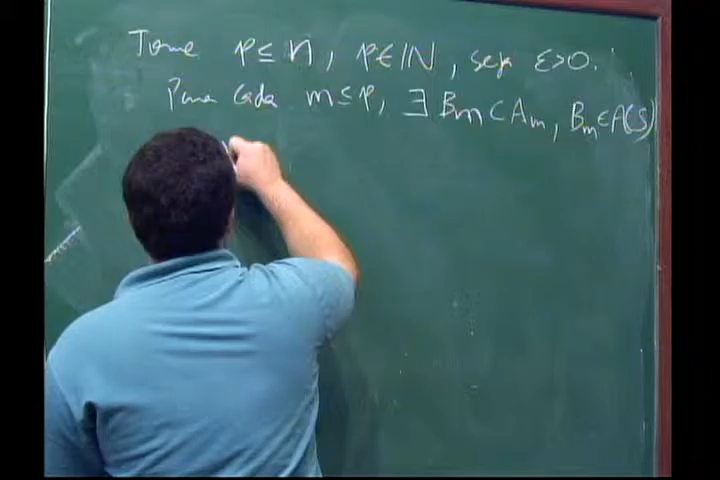 Tome p ≤ n, p ∈ ℕ, seja ε > 0.
Para cada m ≤ p, ∃ Bₘ ⊂ Aₘ, Bₘ ∈ A(S)